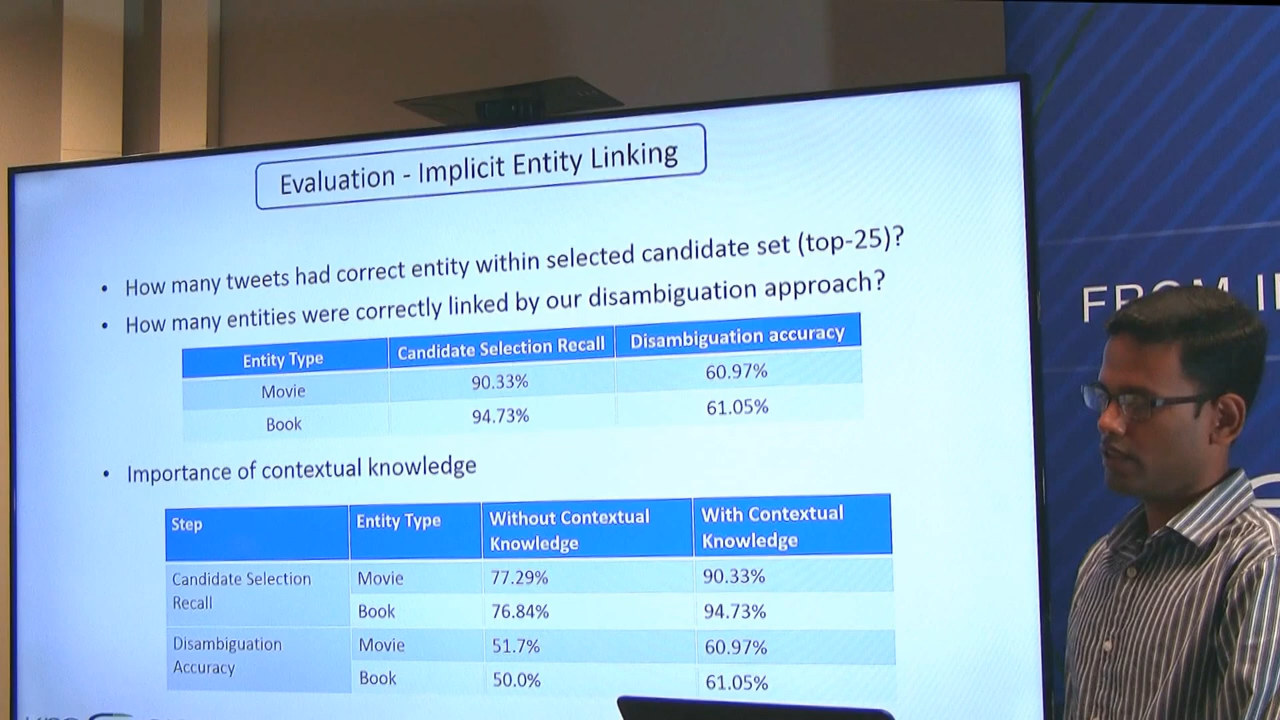 Evaluation - Implicit Entity Linking
• How many tweets had correct entity within selected candidate set (top-25)?
• How many entities were correctly linked by our disambiguation approach?
Entity Type Candidate Selection Recall Disambiguation accuracy
Movie 90.33% 60.97%
Book 94.73% 61.05%
• Importance of contextual knowledge
Step Entity Type Without Contextual Knowledge With Contextual Knowledge
Candidate Selection Recall Movie 77.29% 90.33%
Book 76.84% 94.73%
Disambiguation Accuracy Movie 51.7% 60.97%
Book 50.0% 61.05%
FROM